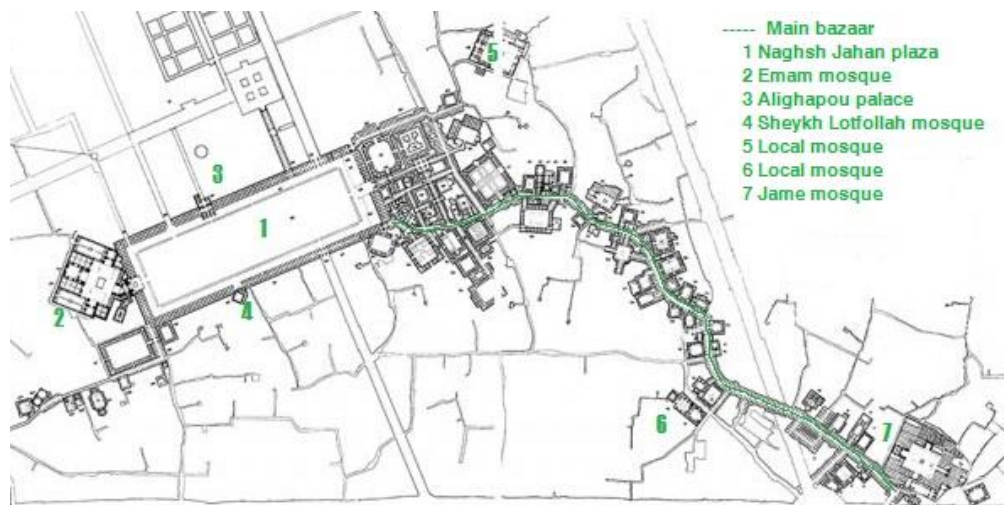 ----- Main bazaar
1 Naghsh Jahan plaza
2 Emam mosque
3 Alighapou palace
4 Sheykh Lotfollah mosque
5 Local mosque
6 Local mosque
7 Jame mosque
5
3
1
2
4
6
7